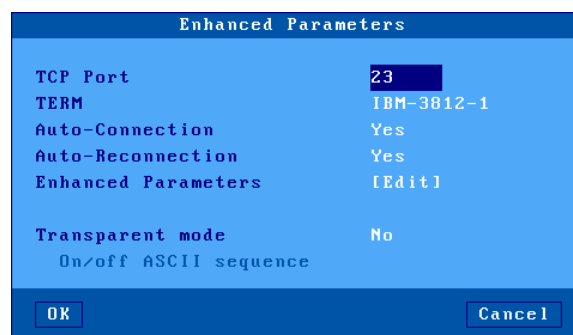 Enhanced Parameters
TCP Port 23
TERM IBM-3812-1
Auto-Connection Yes
Auto-Reconnection Yes
Enhanced Parameters [Edit]
Transparent mode No
On/off ASCII sequence
OK Cancel